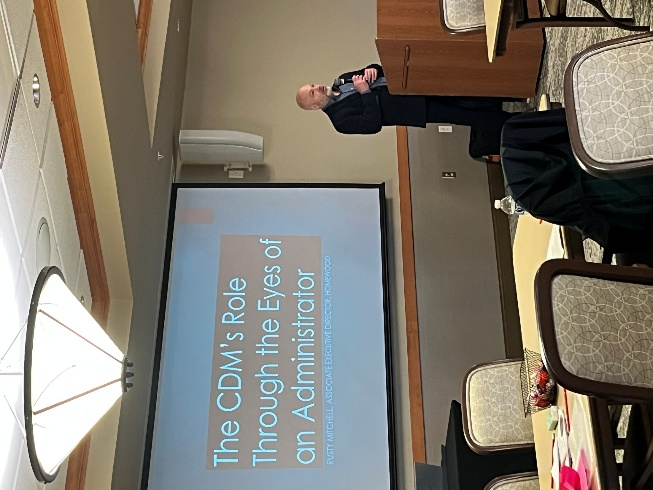 The CDM's Role
Through the Eyes of
an Administrator
RUSTY MITCHELL, ASSOCIATE EXECUTIVE DIRECTOR, HOMEWOOD